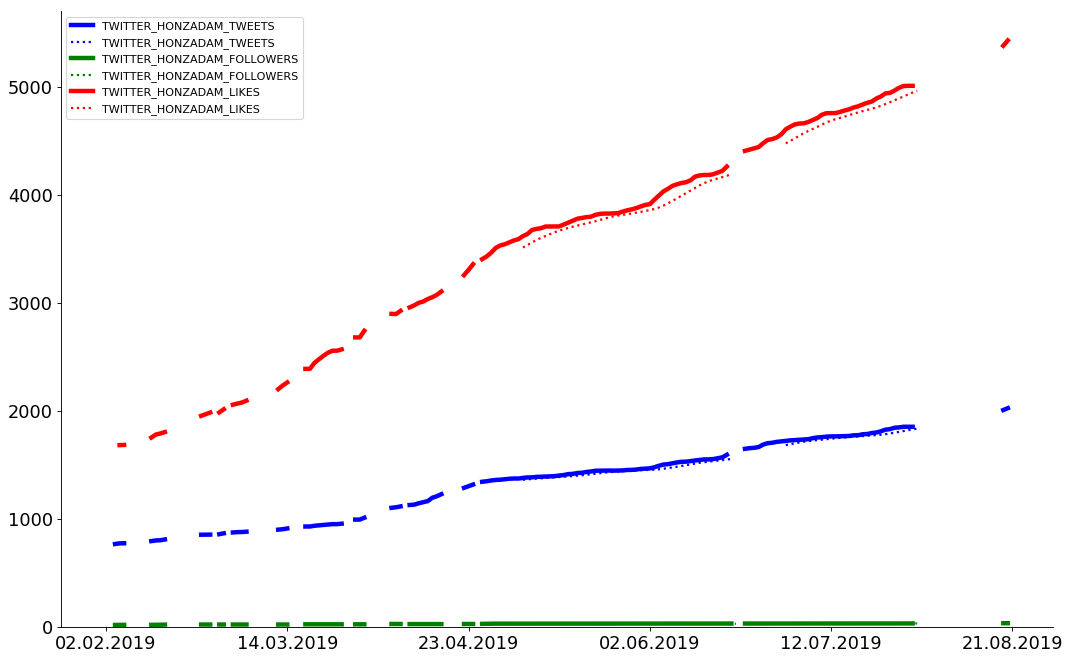 TWITTER_HONZADAM_TWEETS
TWITTER_HONZADAM_TWEETS
TWITTER_HONZADAM_FOLLOWERS
TWITTER_HONZADAM_FOLLOWERS
TWITTER_HONZADAM_LIKES
TWITTER_HONZADAM_LIKES
5000
4000
3000
2000
1000
0
02.02.2019 14.03.2019 23.04.2019 02.06.2019 12.07.2019 21.08.2019